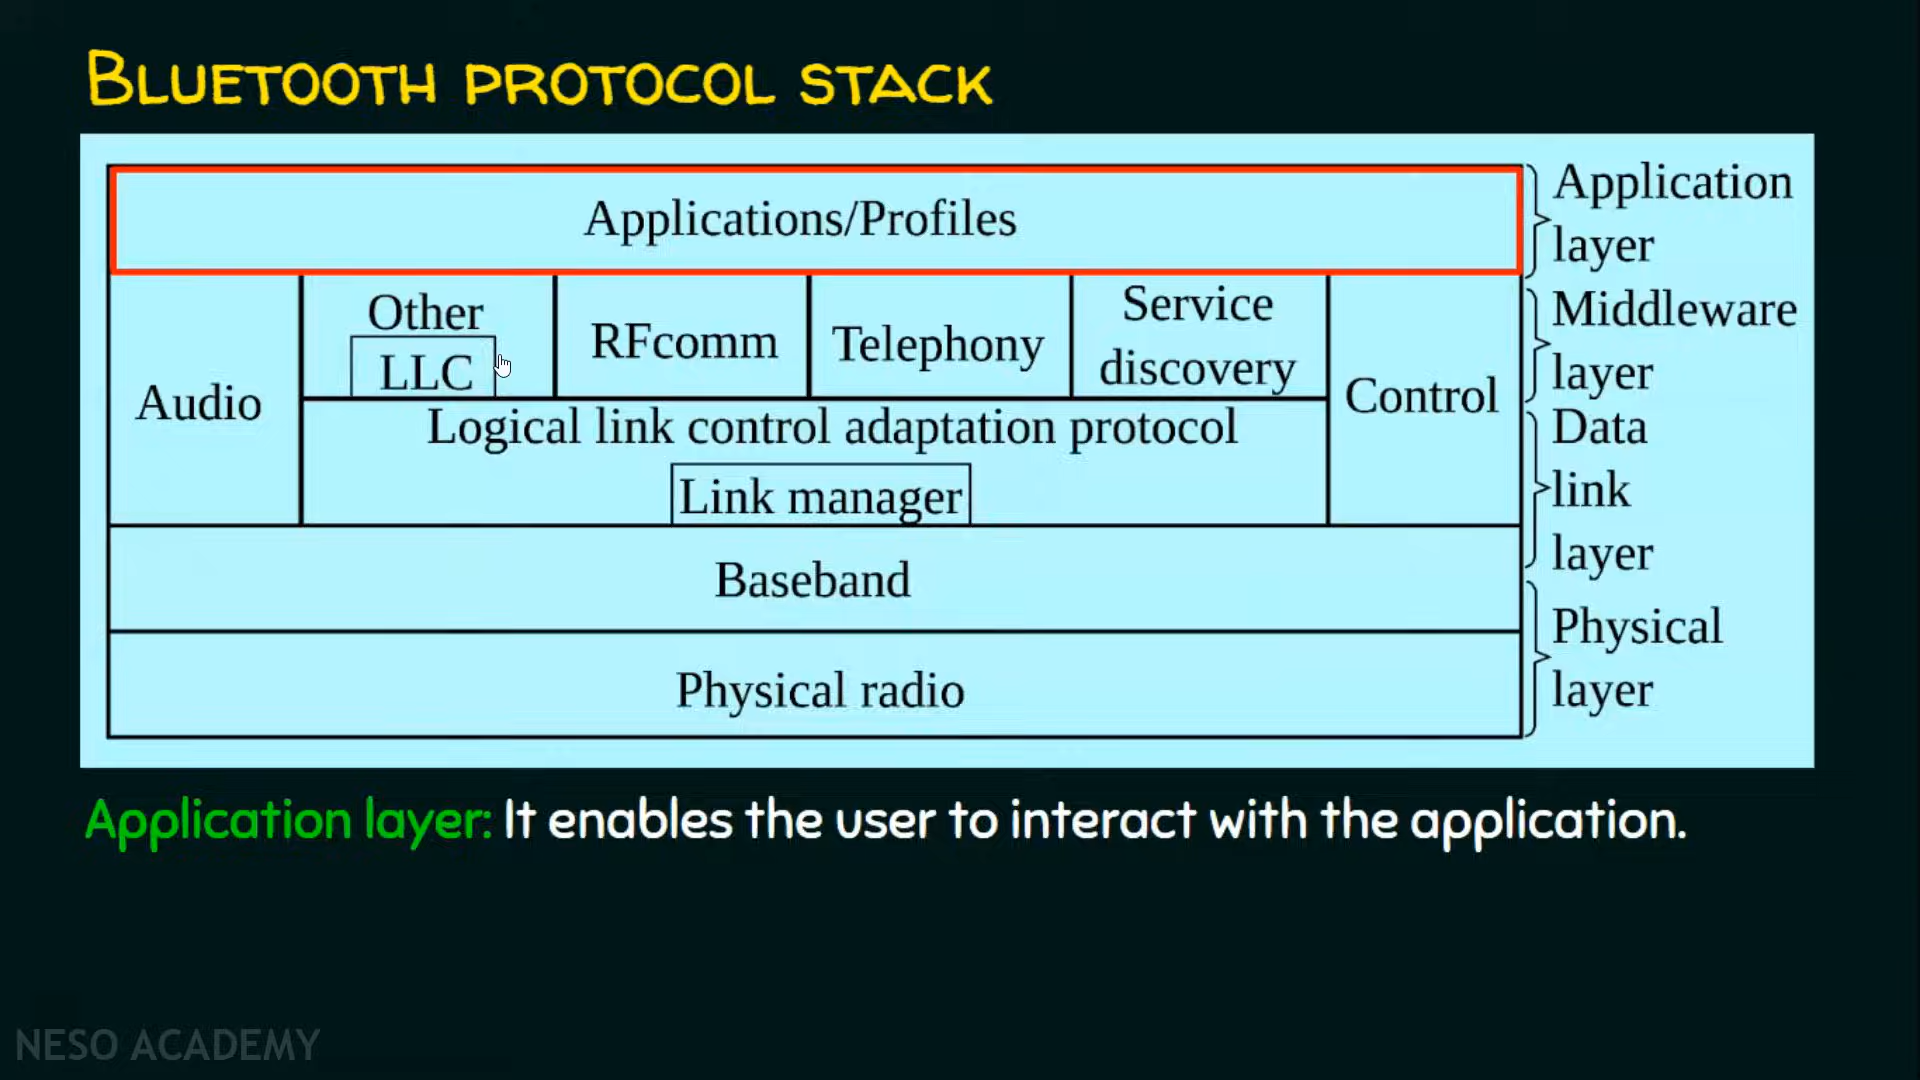 BLUETOOTH PROTOCOL STACK
Applications/Profiles
Application
layer
Audio
Other
LLC
RFcomm
Telephony
Service
discovery
Control
Middleware
layer
Logical link control adaptation protocol
Link manager
Data
link
layer
Baseband
Physical radio
Physical
layer
Application layer: It enables the user to interact with the application.
NESO ACADEMY